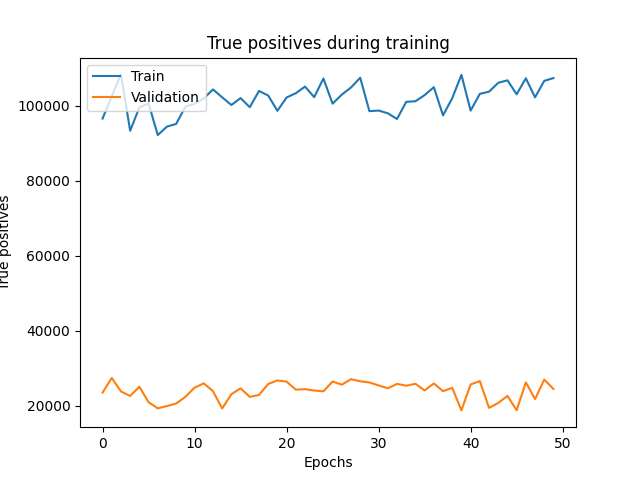 True positives during training
Train
Validation
100000
80000
60000
40000
20000
True positives
0 10 20 30 40 50
Epochs